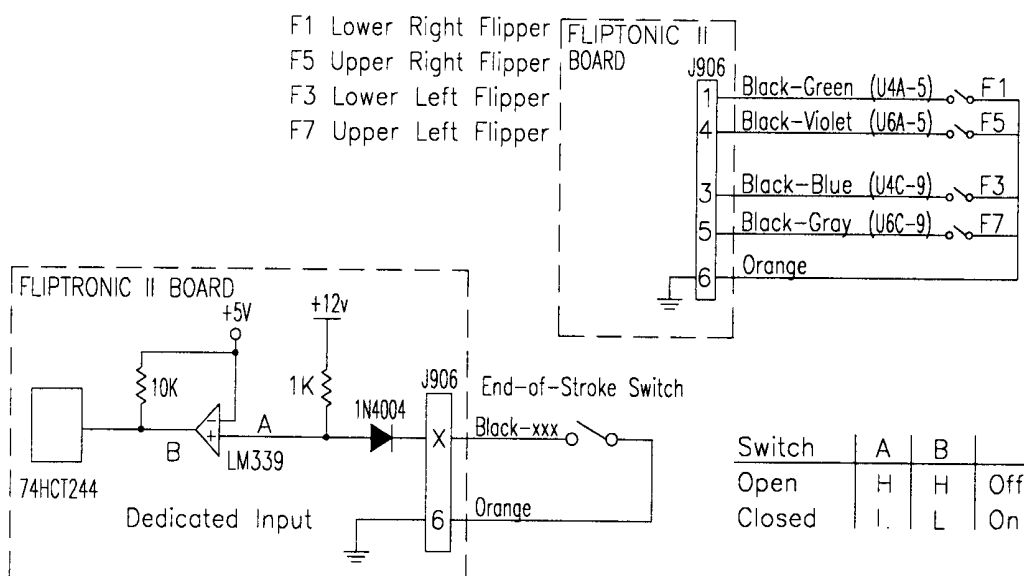 F1 Lower Right Flipper
F5 Upper Right Flipper
F3 Lower Left Flipper
F7 Upper Left Flipper
FLIPTONIC II
BOARD
J906
1 Black-Green (U4A-5) F1
4 Black-Violet (U6A-5) F5
3 Black-Blue (U4C-9) F3
5 Black-Gray (U6C-9) F7
6 Orange
FLIPTRONIC II BOARD
+5V
+12v
10K
1K
1N4004
J906
End-of-Stroke Switch
A
B
- +
LM339
X
Black-xxx
74HCT244
Dedicated Input
6
Orange
Switch A B
Open H H Off
Closed L L On